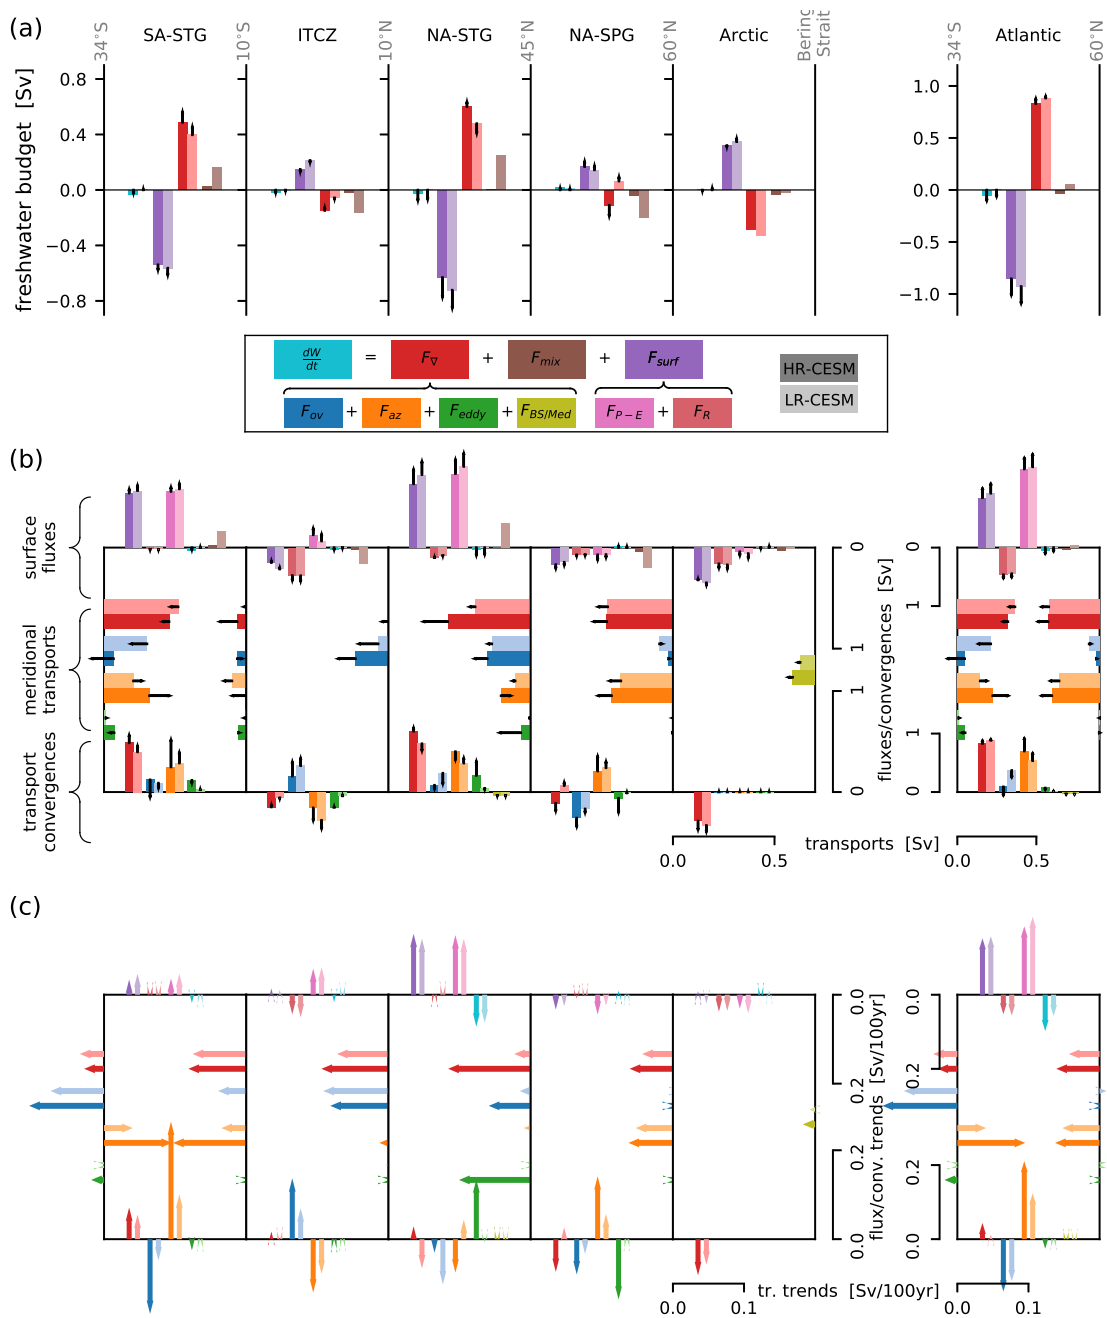 (a)
34°S
SA-STG
10°S
ITCZ
10°N
NA-STG
45°N
NA-SPG
60°N
Arctic
Bering
Strait
34°S
Atlantic
60°N
freshwater budget [Sv]
0.8
0.4
0.0
−0.4
−0.8
1.0
0.5
0.0
−0.5
−1.0
dW/dt = F∇ + Fmix + Fsurf
HR-CESM
Fov + Faz + Feddy + FBS/Med
FP−E + FR
LR-CESM
(b)
surface
fluxes
meridional
transports
transport
convergences
0
1
1
1
0
fluxes/convergences [Sv]
0
1
1
0
0.0
0.5
transports [Sv]
0.0
0.5
(c)
0.0
0.2
0.2
0.0
flux/conv. trends [Sv/100yr]
0.0
0.2
0.2
0.0
0.0
0.1
tr. trends [Sv/100yr]
0.0
0.1